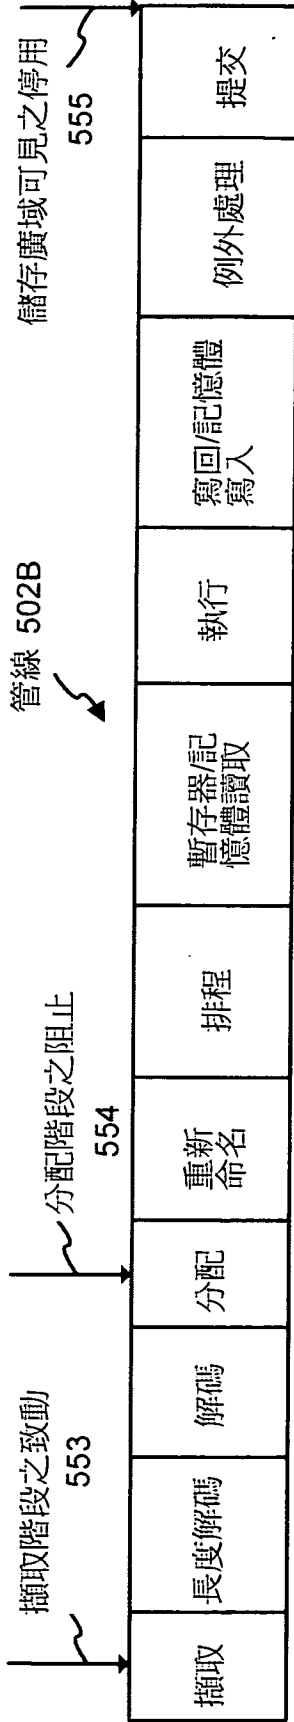 擷取階段之致動
553
分配階段之阻止
554
管線 502B
儲存廣域可見之停用
555
擷取
長度解碼
解碼
分配
重新
命名
排程
暫存器/記
憶體讀取
執行
寫回/記憶體
寫入
例外處理
提交